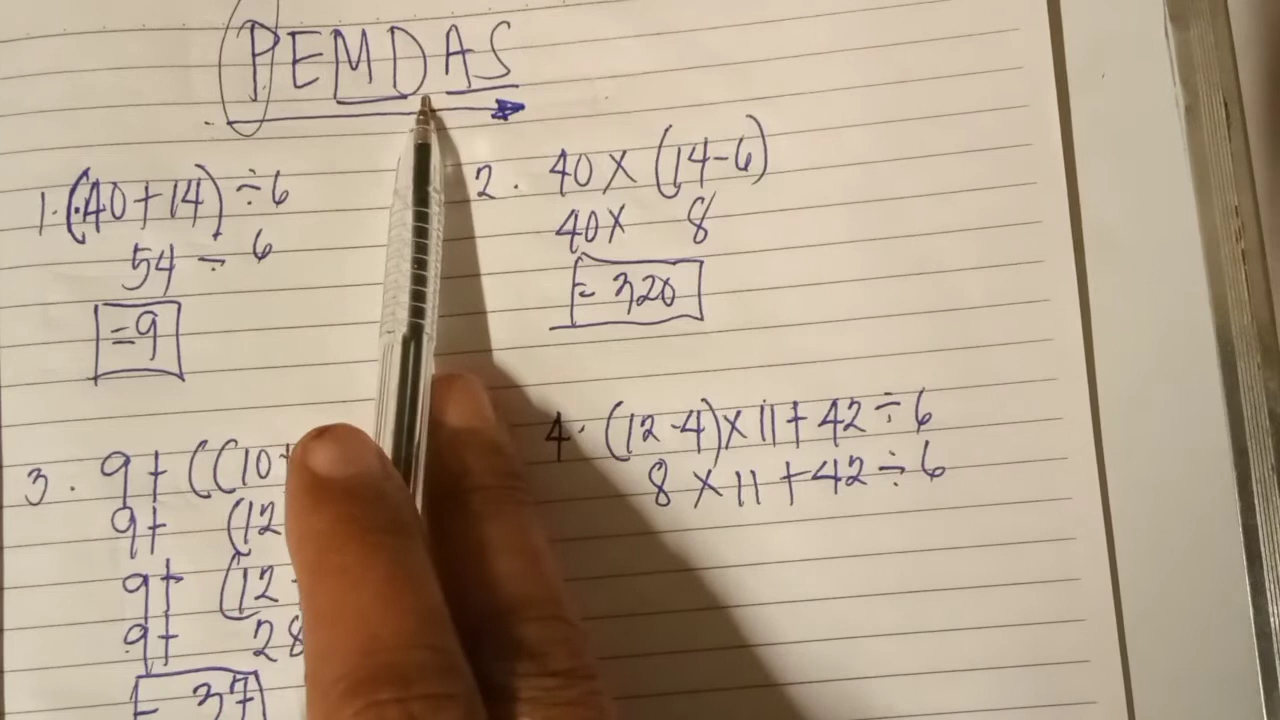 PEMDAS
1. (40+14) ÷ 6
54 ÷ 6
= 9
2. 40 x (14-6)
40 x 8
= 320
3. 9 + ((10+
9 + (12
9 + (12 -
9 + 28
= 37
4. (12-4) x 11 + 42 ÷ 6
8 x 11 + 42 ÷ 6